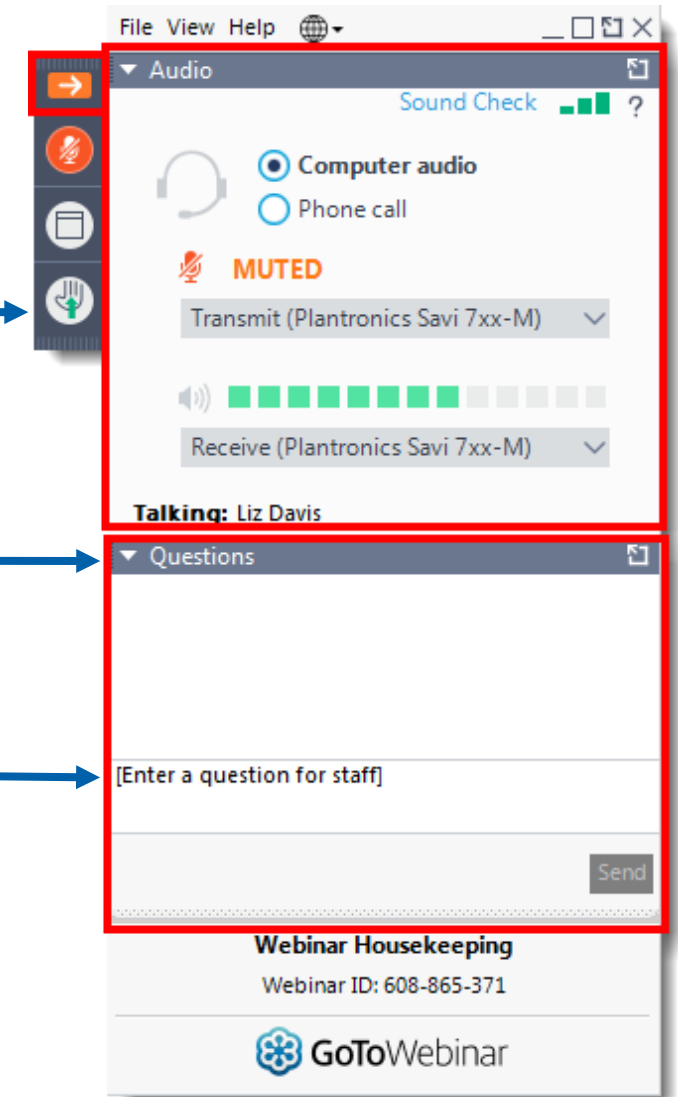 File View Help
Audio
Sound Check ?
Computer audio
Phone call
MUTED
Transmit (Plantronics Savi 7xx-M)
Receive (Plantronics Savi 7xx-M)
Talking: Liz Davis
Questions
[Enter a question for staff]
Send
Webinar Housekeeping
Webinar ID: 608-865-371
GoToWebinar